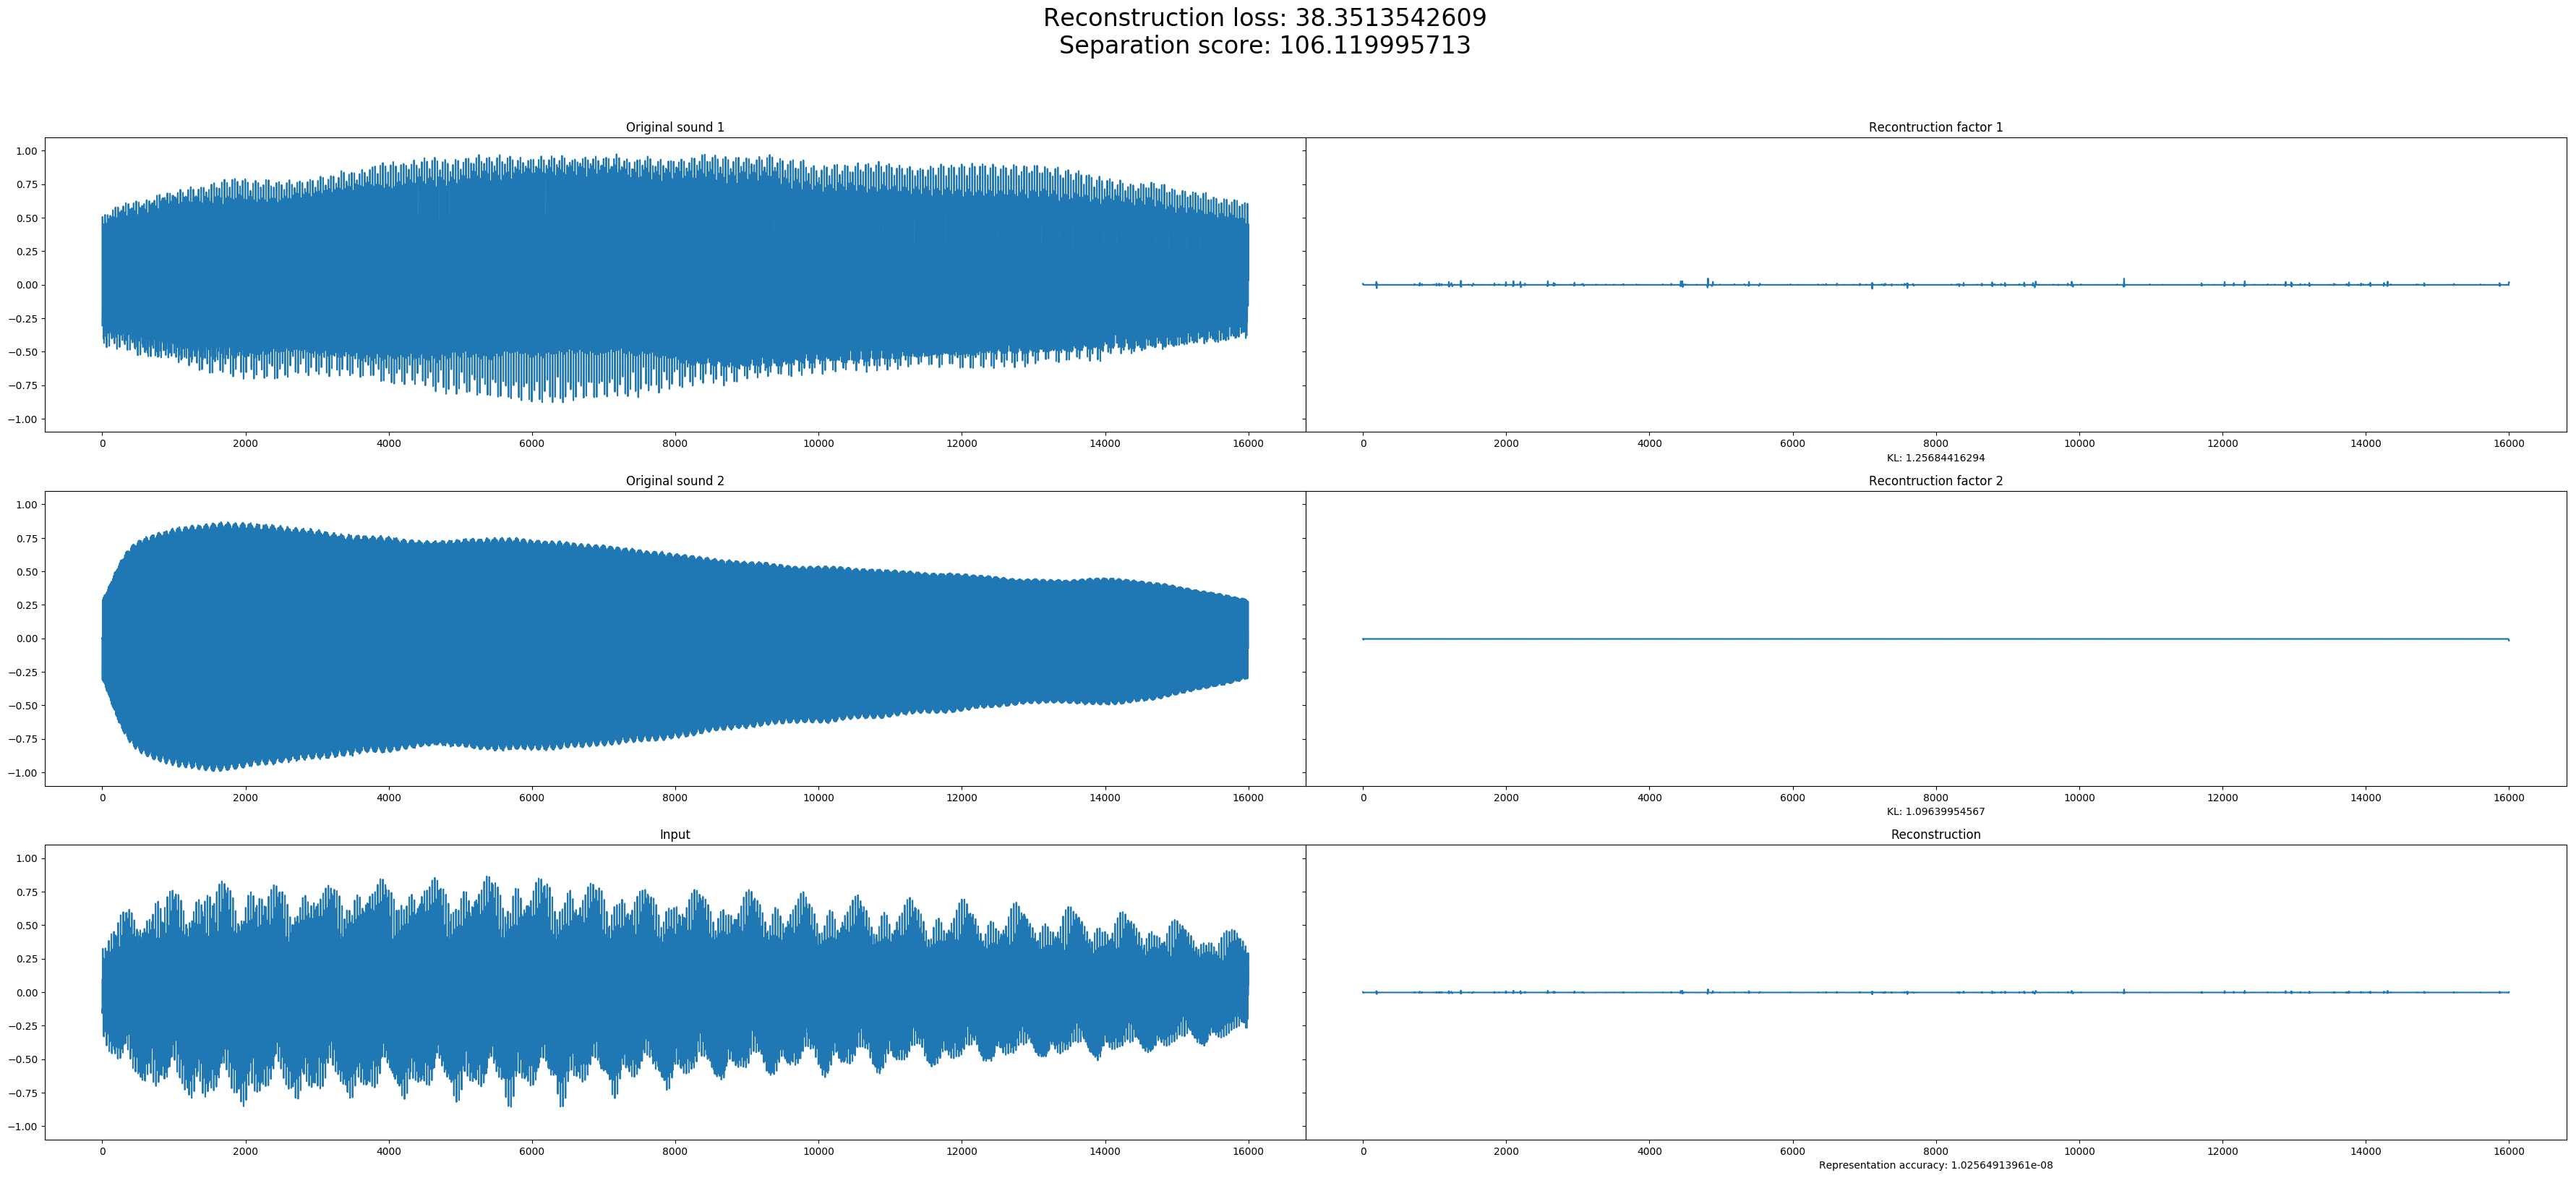 Reconstruction loss: 38.3513542609
Separation score: 106.119995713
Original sound 1
Recontruction factor 1
1.00
0.75
0.50
0.25
0.00
−0.25
−0.50
−0.75
−1.00
0 2000 4000 6000 8000 10000 12000 14000 16000
0 2000 4000 6000 8000 10000 12000 14000 16000
KL: 1.25684416294
Original sound 2
Recontruction factor 2
1.00
0.75
0.50
0.25
0.00
−0.25
−0.50
−0.75
−1.00
0 2000 4000 6000 8000 10000 12000 14000 16000
0 2000 4000 6000 8000 10000 12000 14000 16000
KL: 1.09639954567
Input
Reconstruction
1.00
0.75
0.50
0.25
0.00
−0.25
−0.50
−0.75
−1.00
0 2000 4000 6000 8000 10000 12000 14000 16000
0 2000 4000 6000 8000 10000 12000 14000 16000
Representation accuracy: 1.02564913961e-08